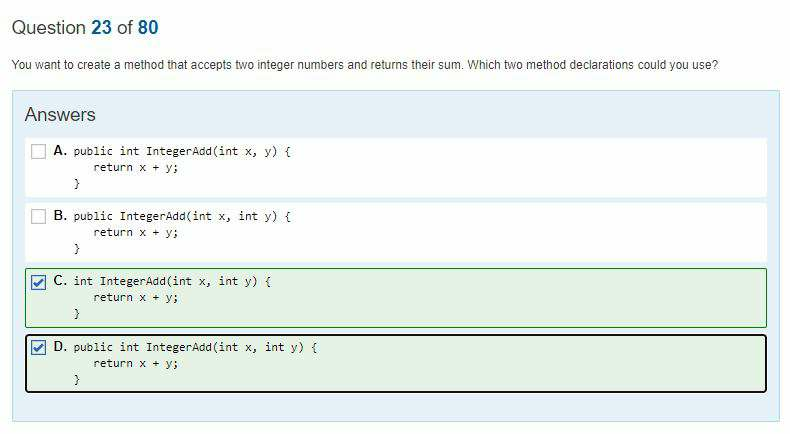 Question 23 of 80
You want to create a method that accepts two integer numbers and returns their sum. Which two method declarations could you use?
Answers
A. public int IntegerAdd(int x, y) {
return x + y;
}
B. public IntegerAdd(int x, int y) {
return x + y;
}
C. int IntegerAdd(int x, int y) {
return x + y;
}
D. public int IntegerAdd(int x, int y) {
return x + y;
}